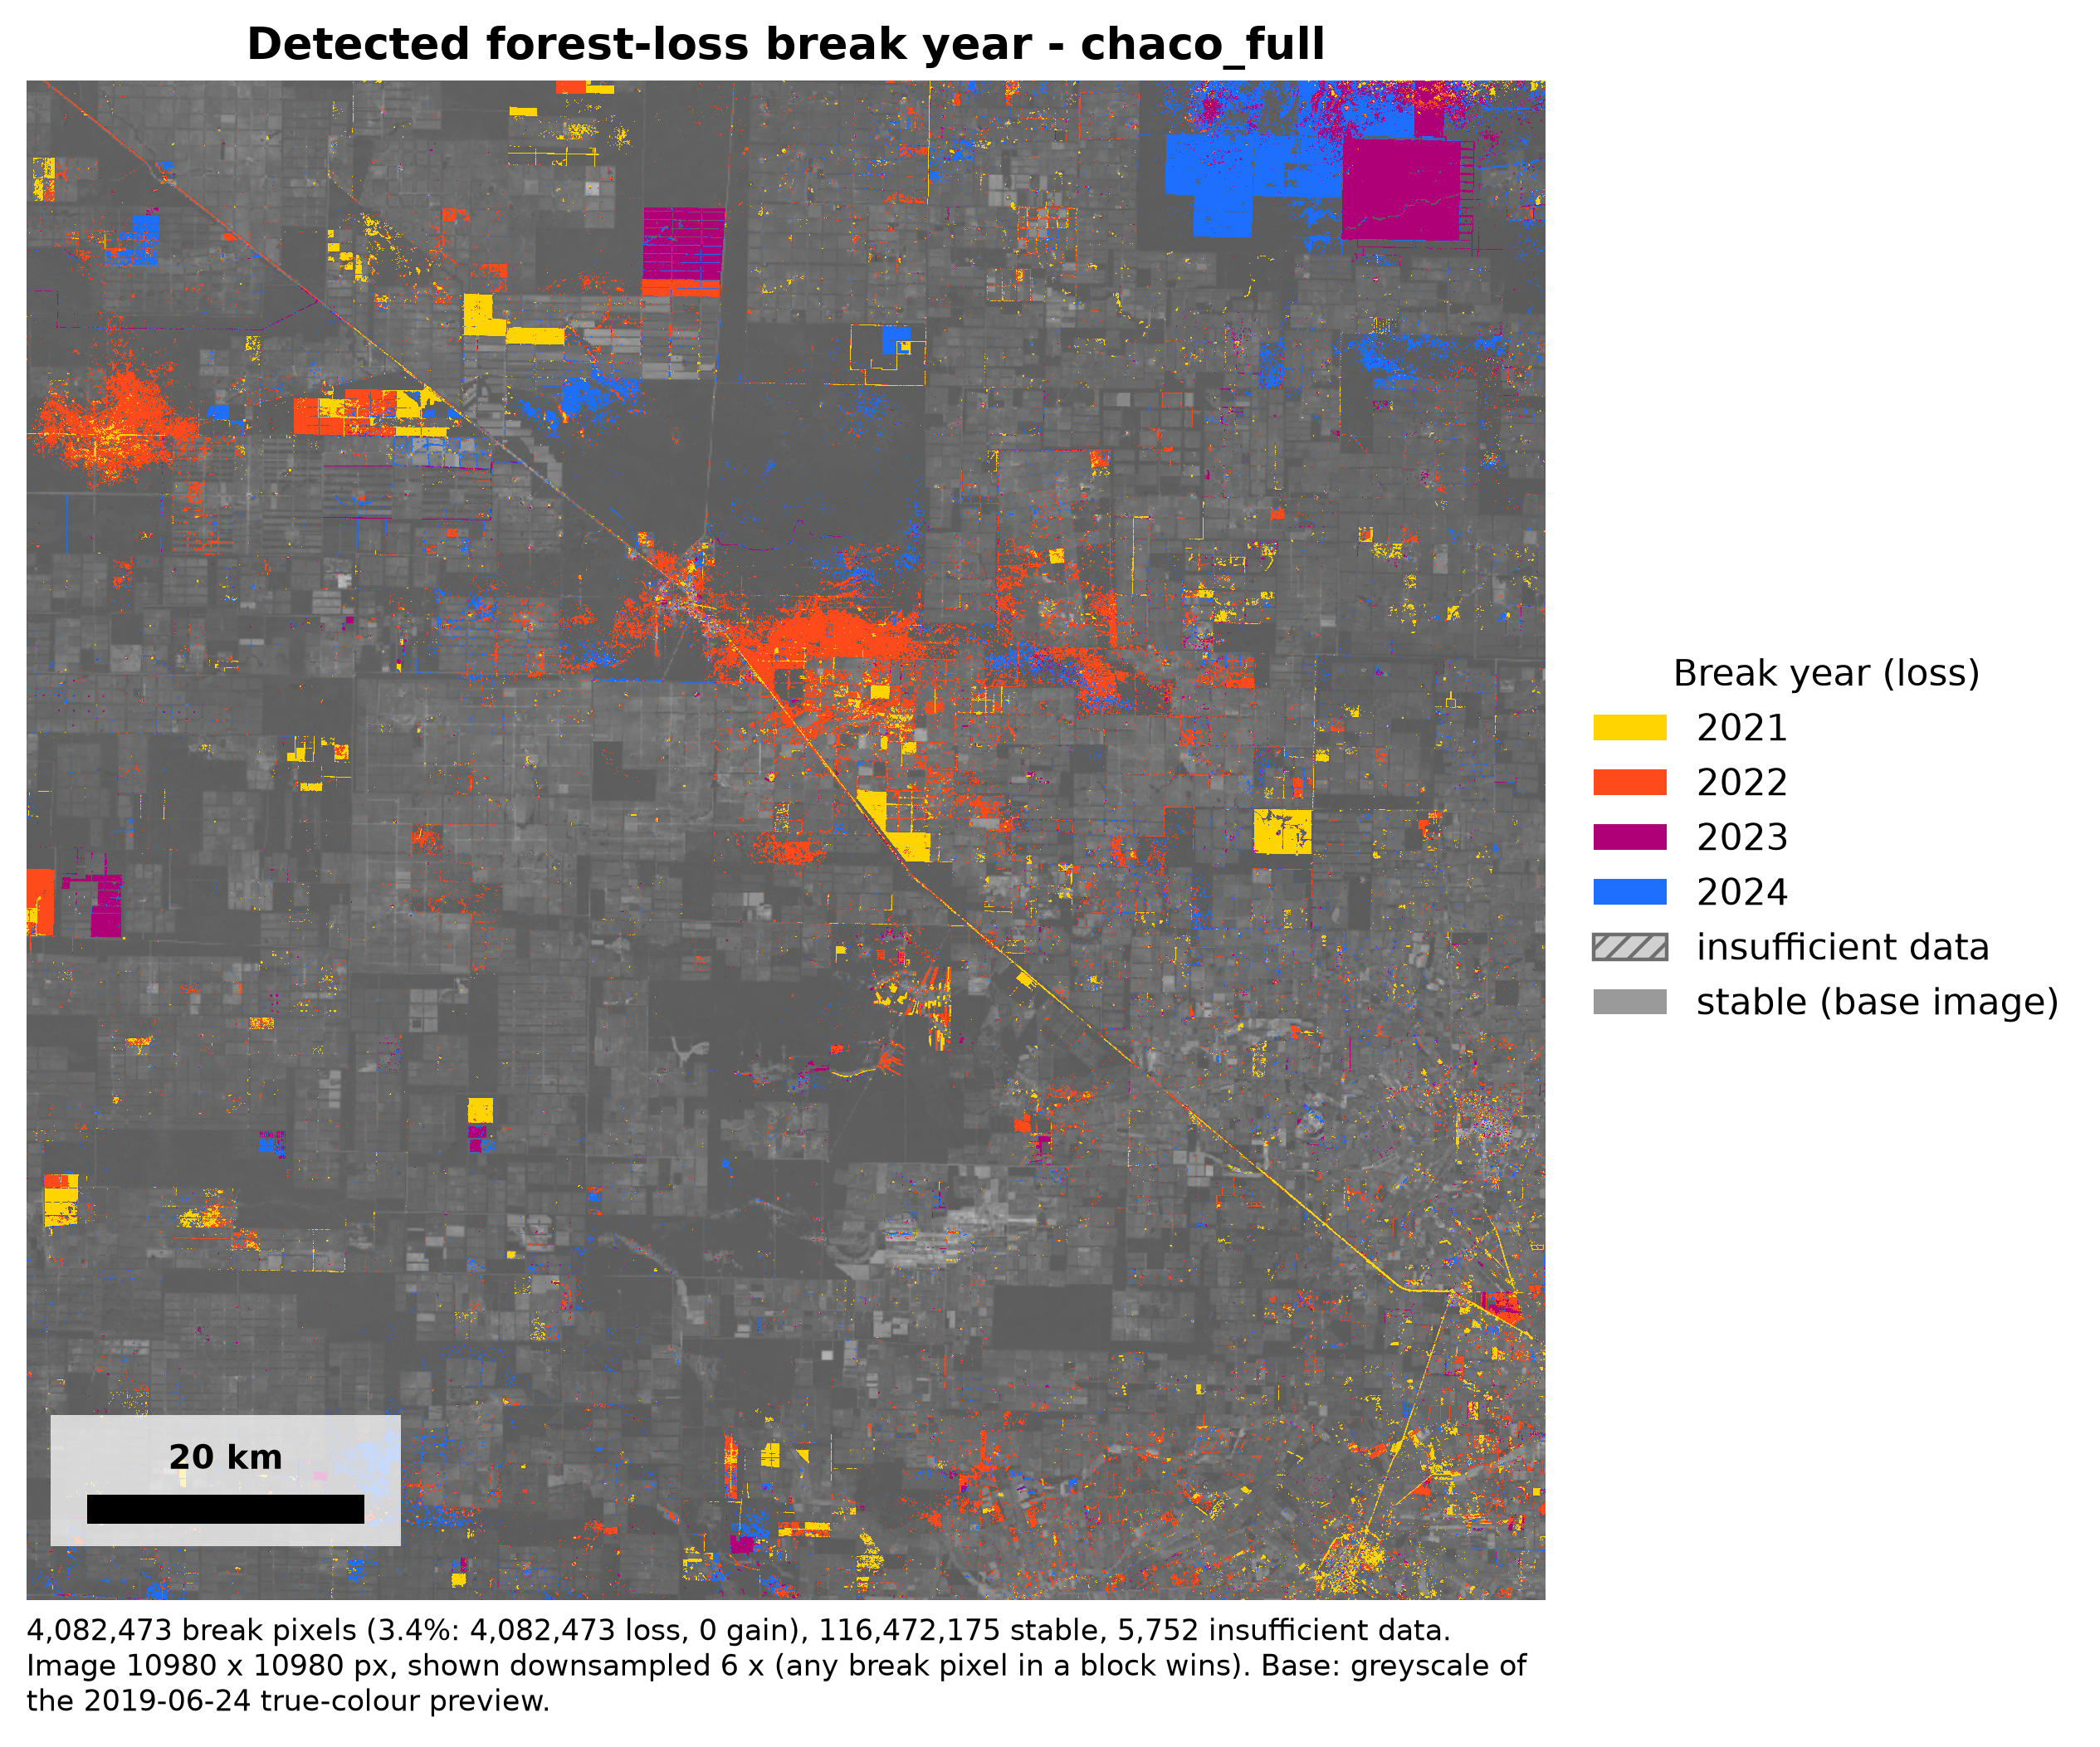 Detected forest-loss break year - chaco_full
Break year (loss)
2021
2022
2023
2024
insufficient data
stable (base image)
20 km
4,082,473 break pixels (3.4%: 4,082,473 loss, 0 gain), 116,472,175 stable, 5,752 insufficient data.
Image 10980 x 10980 px, shown downsampled 6 x (any break pixel in a block wins). Base: greyscale of
the 2019-06-24 true-colour preview.